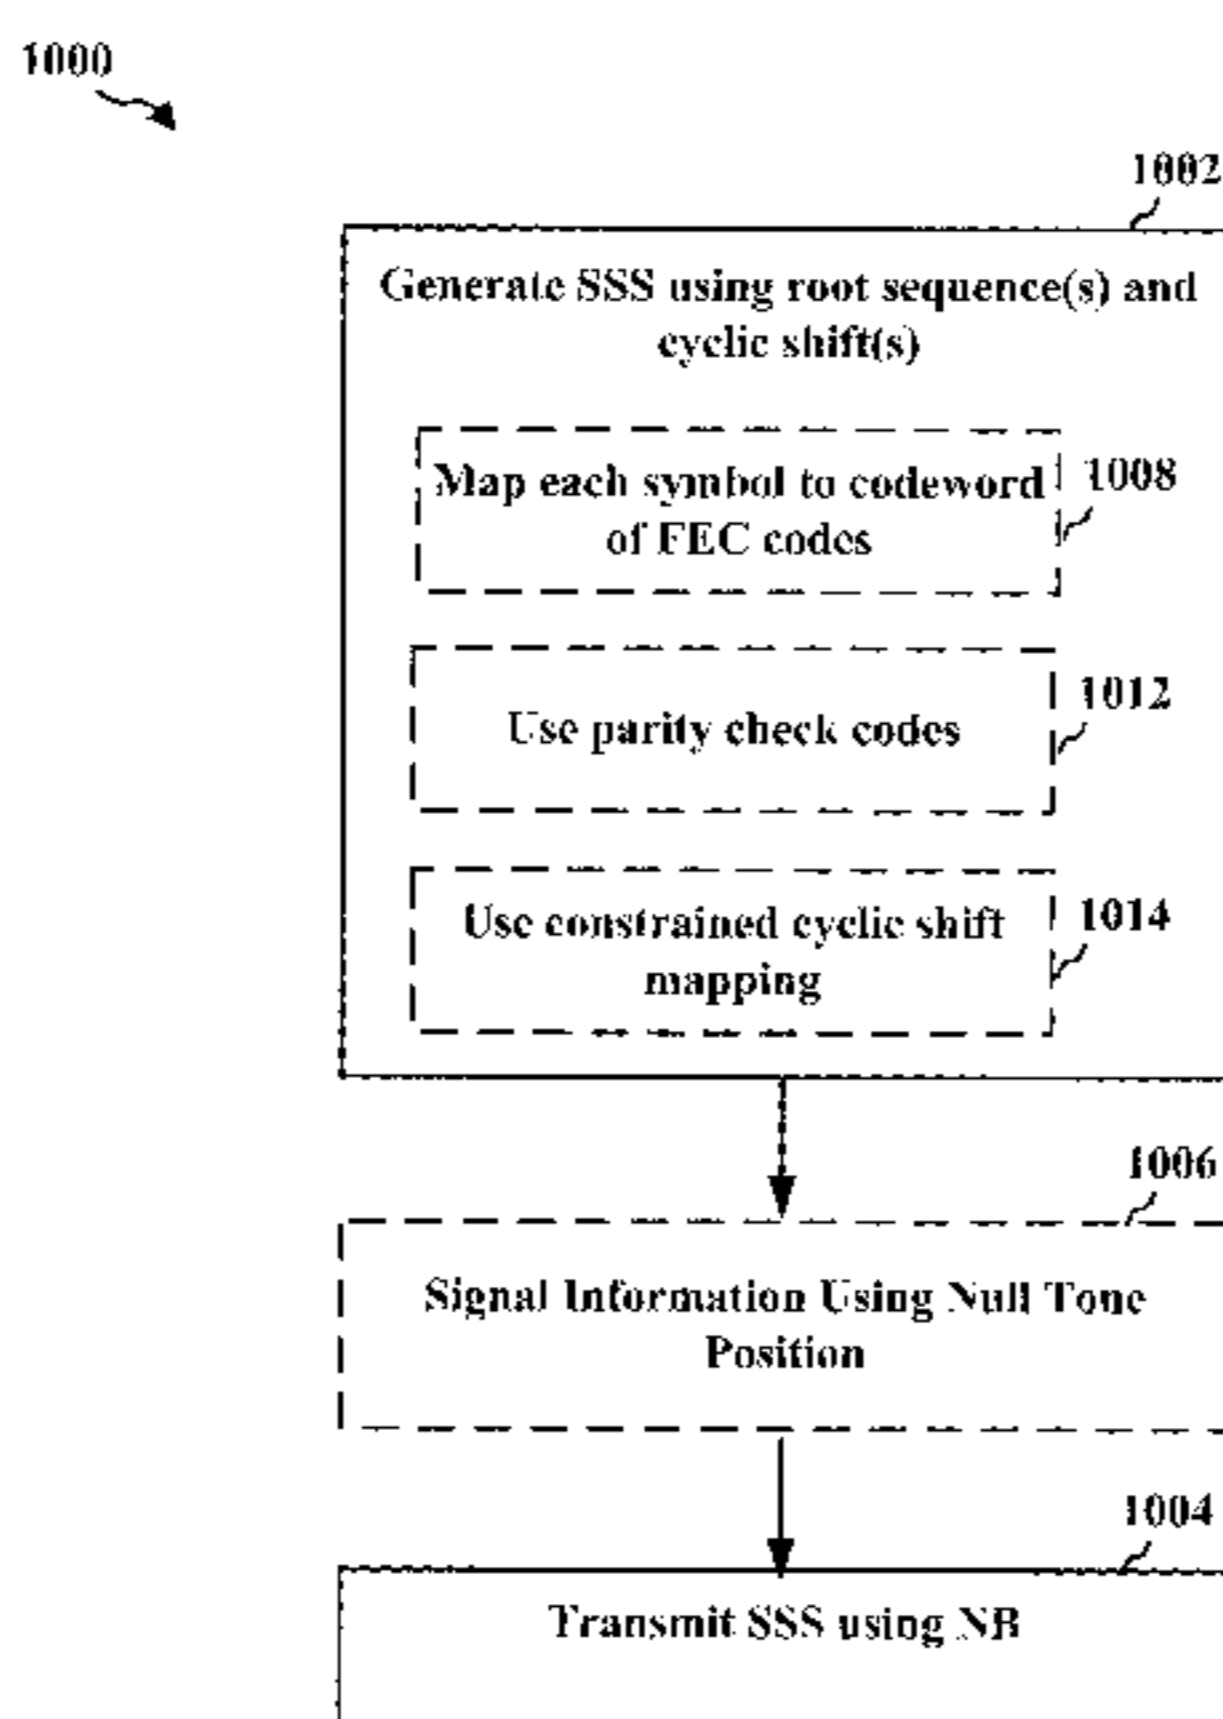 1000
1002
Generate SSS using root sequence(s) and
cyclic shift(s)
Map each symbol to codeword
of FEC codes
1008
Use parity check codes
1012
Use constrained cyclic shift
mapping
1014
1006
Signal Information Using Null Tone
Position
1004
Transmit SSS using NB